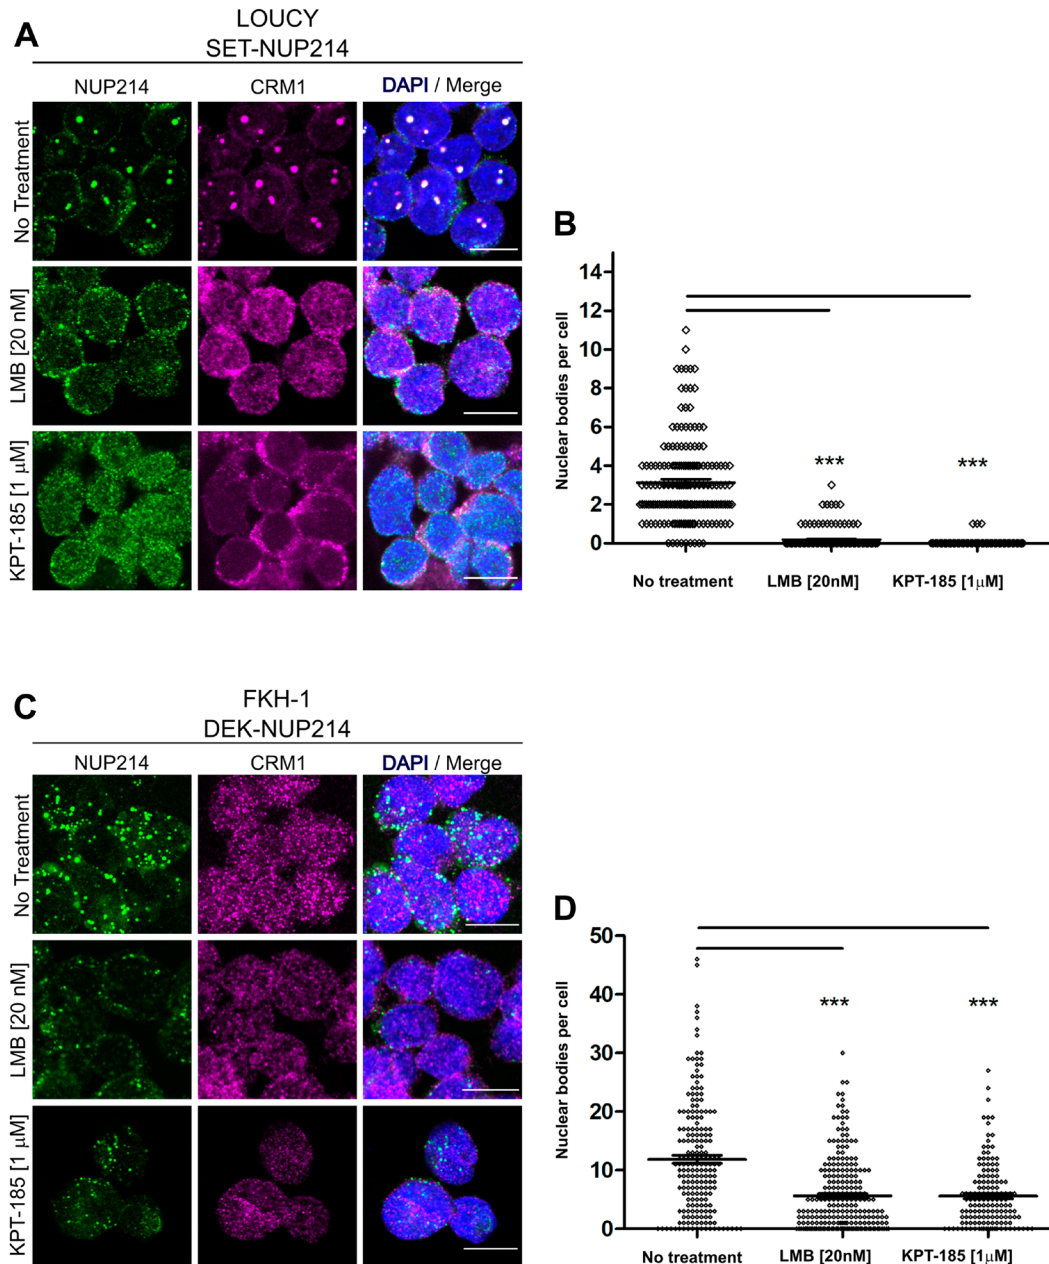 A
LOUCY
SET-NUP214
NUP214
CRM1
DAPI / Merge
No Treatment
LMB [20 nM]
KPT-185 [1 µM]
B
Nuclear bodies per cell
14
12
10
8
6
4
2
0
***
***
No treatment
LMB [20nM]
KPT-185 [1µM]
C
FKH-1
DEK-NUP214
NUP214
CRM1
DAPI / Merge
No Treatment
LMB [20 nM]
KPT-185 [1 µM]
D
Nuclear bodies per cell
50
40
30
20
10
0
***
***
No treatment
LMB [20nM]
KPT-185 [1µM]